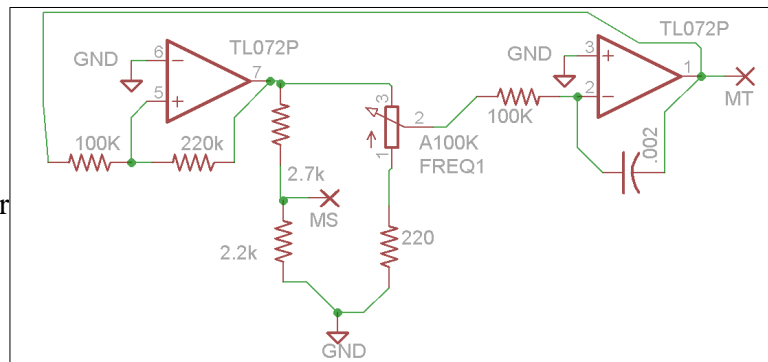 TL072P
TL072P
GND
6
7
5
100K
220k
2.7k
MS
2.2k
GND
3
2
1
A100K
FREQ1
220
100K
GND
3
2
1
MT
.002
r